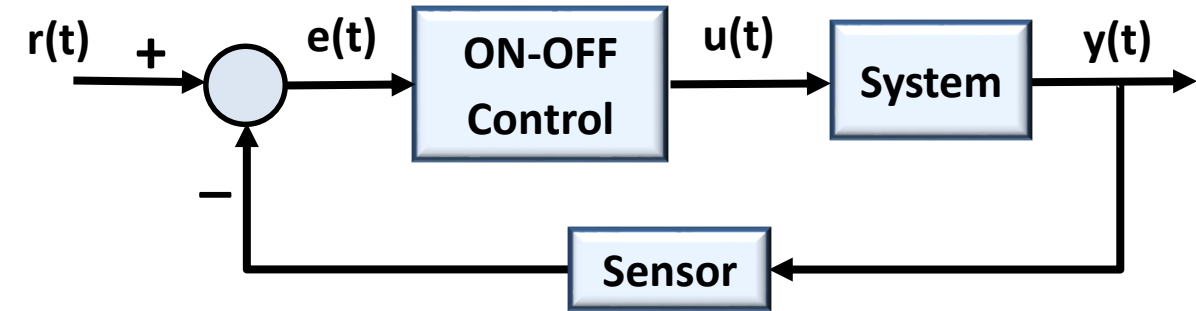 r(t)
+
e(t)
ON-OFF
Control
u(t)
System
y(t)
−
Sensor